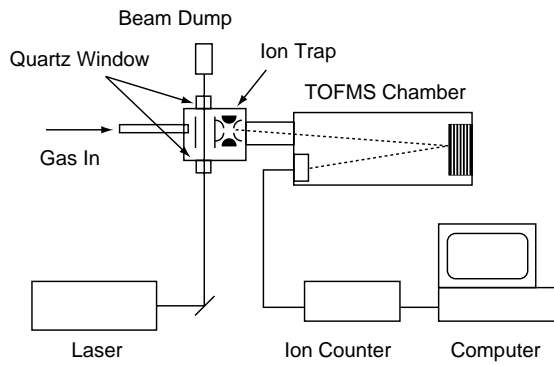 Beam Dump
Quartz Window
Ion Trap
TOFMS Chamber
Gas In
Laser
Ion Counter
Computer